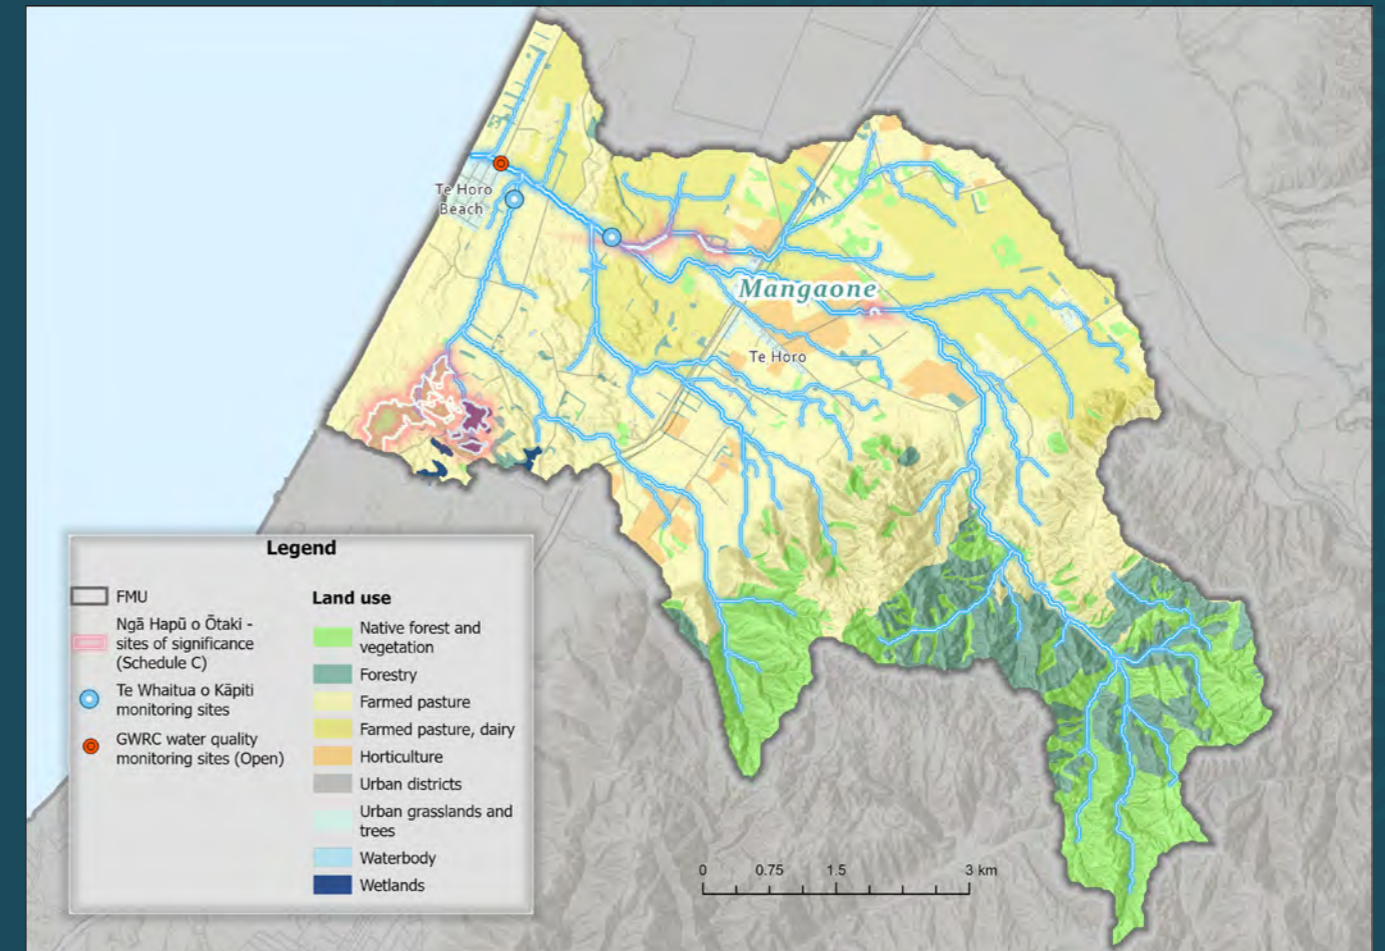 Te Horo
Beach
Mangaone
Te Horo
Legend
FMU
Ngā Hapū o Ōtaki -
sites of significance
(Schedule C)
Te Whaitua o Kāpiti
monitoring sites
GWRC water quality
monitoring sites (Open)
Land use
Native forest and
vegetation
Forestry
Farmed pasture
Farmed pasture, dairy
Horticulture
Urban districts
Urban grasslands and
trees
Waterbody
Wetlands
0 0.75 1.5 3 km